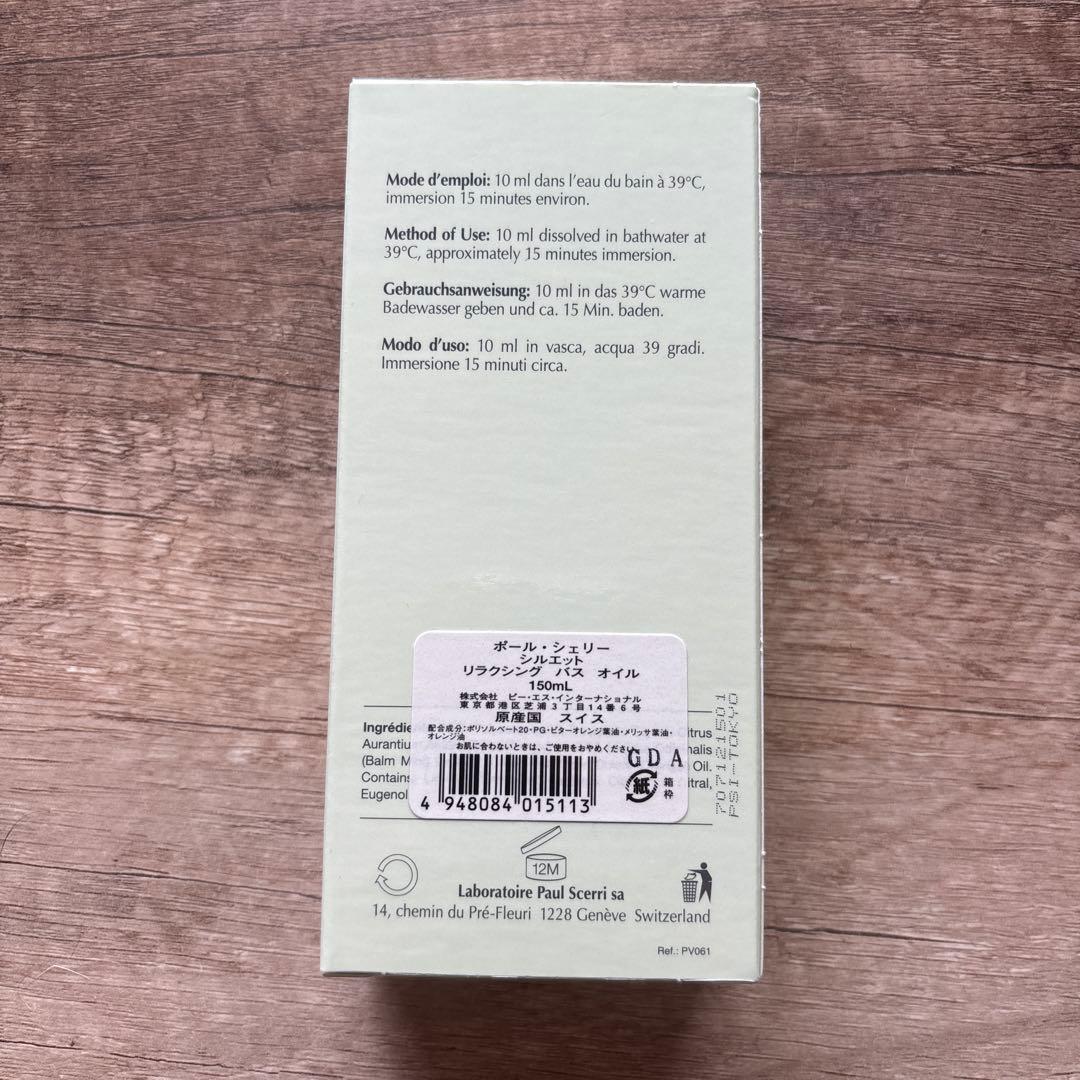 Mode d'emploi: 10 ml dans l'eau du bain à 39°C,
immersion 15 minutes environ.
Method of Use: 10 ml dissolved in bathwater at
39°C, approximately 15 minutes immersion.
Gebrauchsanweisung: 10 ml in das 39°C warme
Badewasser geben und ca. 15 Min. baden.
Modo d'uso: 10 ml in vasca, acqua 39 gradi.
Immersione 15 minuti circa.
ポール・シェリー
シルエット
リラクシング バス オイル
150mL
株式会社 ピー・エス・インターナショナル
東京都港区芝浦3丁目14番6号
原産国 スイス
配合成分:ポリソルベート20・PG・ビターオレンジ葉油・メリッサ葉油・
オレンジ油
お肌に合わないときは、ご使用をおやめください。
GDA
紙
箱
枠
4 948084 015113
Aurantiu
(Balm M
Oil.
Contains
Eugenol
707121501
PSI-TOKYO
12M
Laboratoire Paul Scerri sa
14, chemin du Pré-Fleuri 1228 Genève Switzerland
Ref.: PV061